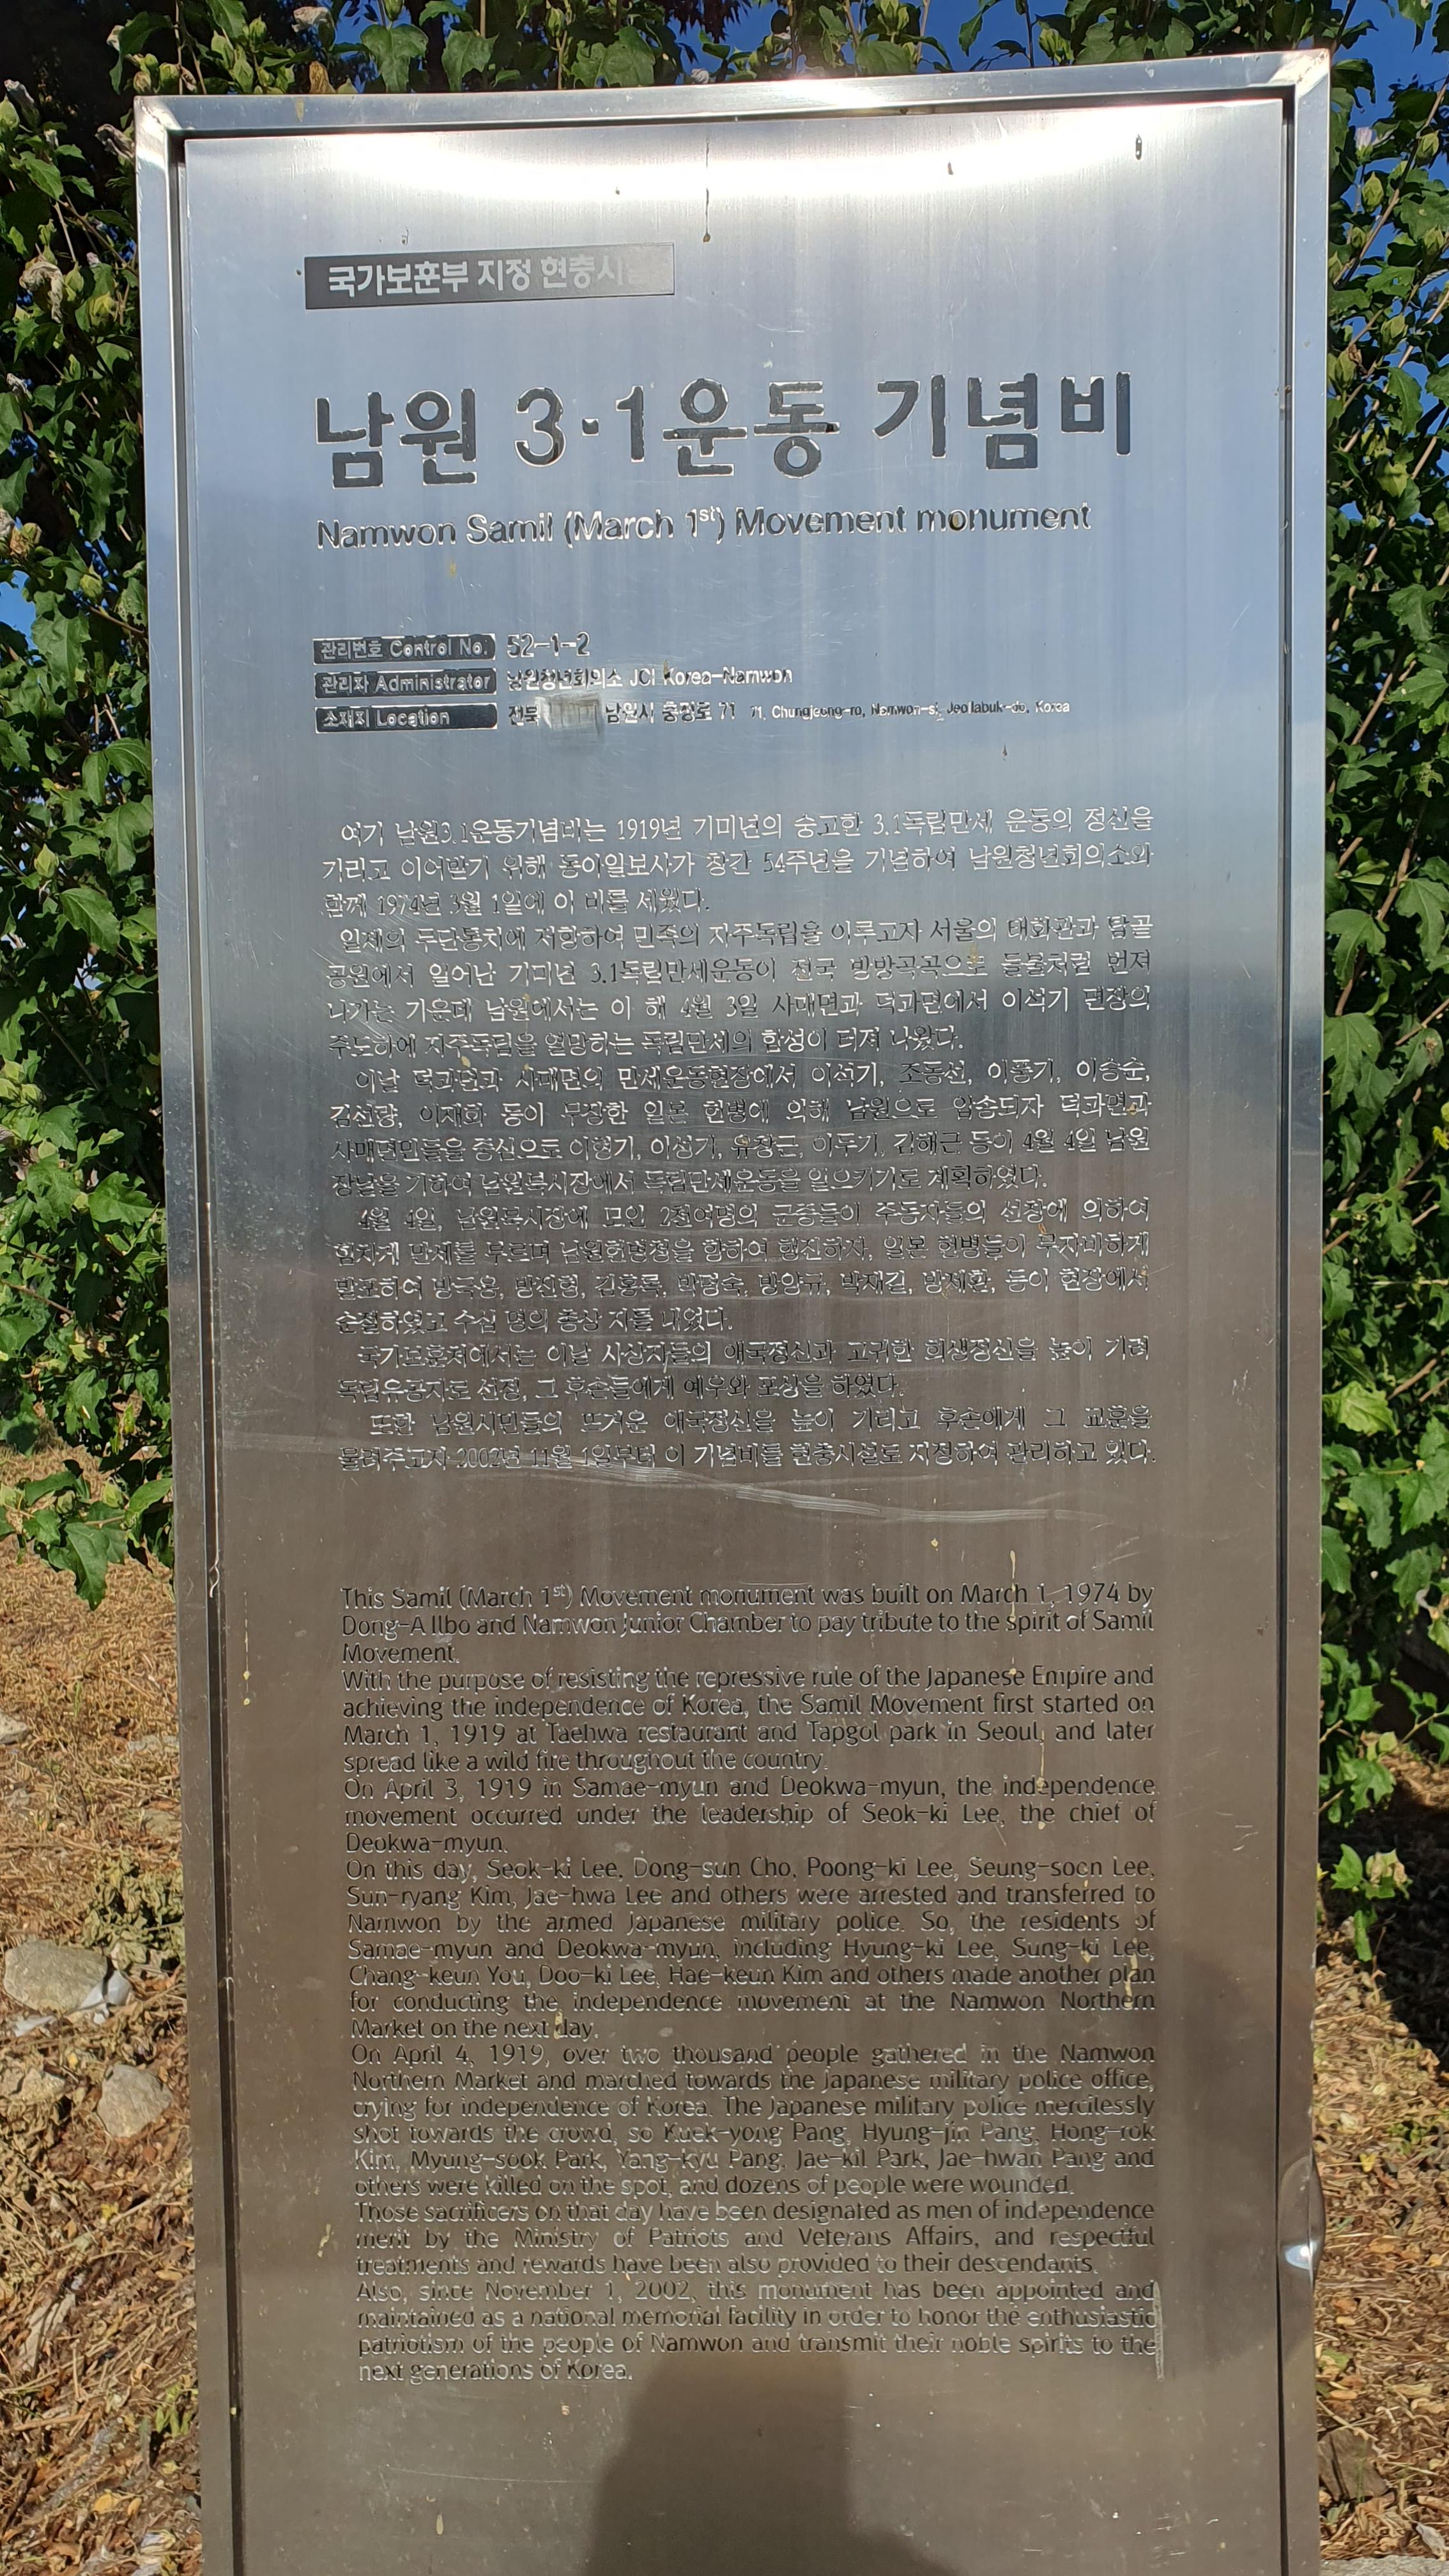 국가보훈부 지정 현충시설
남원 3·1운동 기념비
Namwon Samil (March 1st) Movement monument
관리번호 Control No. 52-1-2
관리자 Administrator 남원청년회의소 JCI Korea-Namwon
소재지 Location 전북 남원시 충정로 71 71, Chungjeong-ro, Namwon-si, Jeollabuk-do, Korea
여기 남원3.1운동기념비는 1919년 기미년의 숭고한 3.1독립만세 운동의 정신을
기리고 이어받기 위해 동아일보사가 창간 54주년을 기념하여 남원청년회의소와
함께 1974년 3월 1일에 이 비를 세웠다.
일제의 무단통치에 저항하여 민족의 자주독립을 이루고자 서울의 태화관과 탑골
공원에서 일어난 기미년 3.1독립만세운동이 전국 방방곡곡으로 들불처럼 번져
나가는 가운데 남원에서는 이 해 4월 3일 사매면과 덕과면에서 이석기 면장의
주도하에 자주독립을 열망하는 독립만세의 함성이 터져 나왔다.
이날 덕과면과 사매면의 만세운동현장에서 이석기, 조동선, 이풍기, 이승순,
김선량, 이재화 등이 무장한 일본 헌병에 의해 남원으로 압송되자 덕과면과
사매면민들을 중심으로 이형기, 이성기, 유창근, 이두기, 김해근 등이 4월 4일 남원
장날을 기하여 남원북시장에서 독립만세운동을 일으키기로 계획하였다.
4월 4일, 남원북시장에 모인 2천여명의 군중들이 주동자들의 선창에 의하여
힘차게 만세를 부르며 남원헌병청을 향하여 행진하자, 일본 헌병들이 무자비하게
발포하여 방극용, 방진형, 김홍록, 박명숙, 방양규, 박재길, 방제환, 등이 현장에서
순절하였고 수십 명의 중상 자를 내었다.
국가보훈처에서는 이날 사상자들의 애국정신과 고귀한 희생정신을 높이 기려
독립유공자로 선정, 그 후손들에게 예우와 포상을 하였다.
또한 남원시민들의 뜨거운 애국정신을 높이 기리고 후손에게 그 교훈을
물려주고자 2002년 11월 1일부터 이 기념비를 현충시설로 지정하여 관리하고 있다.
This Samil (March 1st) Movement monument was built on March 1, 1974 by
Dong-A Ilbo and Namwon Junior Chamber to pay tribute to the spirit of Samil
Movement.
With the purpose of resisting the repressive rule of the Japanese Empire and
achieving the independence of Korea, the Samil Movement first started on
March 1, 1919 at Taehwa restaurant and Tapgol park in Seoul, and later
spread like a wild fire throughout the country.
On April 3, 1919 in Samae-myun and Deokwa-myun, the independence
movement occurred under the leadership of Seok-ki Lee, the chief of
Deokwa-myun.
On this day, Seok-ki Lee, Dong-sun Cho, Poong-ki Lee, Seung-soon Lee,
Sun-ryang Kim, Jae-hwa Lee and others were arrested and transferred to
Namwon by the armed Japanese military police. So, the residents of
Samae-myun and Deokwa-myun, including Hyung-ki Lee, Sung-ki Lee,
Chang-keun You, Doo-ki Lee, Hae-keun Kim and others made another plan
for conducting the independence movement at the Namwon Northern
Market on the next day.
On April 4, 1919, over two thousand people gathered in the Namwon
Northern Market and marched towards the Japanese military police office,
crying for independence of Korea. The Japanese military police mercilessly
shot towards the crowd, so Kuek-yong Pang, Hyung-jin Pang, Hong-rok
Kim, Myung-sook Park, Yang-kyu Pang, Jae-kil Park, Jae-hwan Pang and
others were killed on the spot, and dozens of people were wounded.
Those sacrificers on that day have been designated as men of independence
merit by the Ministry of Patriots and Veterans Affairs, and respectful
treatments and rewards have been also provided to their descendants.
Also, since November 1, 2002, this monument has been appointed and
maintained as a national memorial facility in order to honor the enthusiastic
patriotism of the people of Namwon and transmit their noble spirits to the
next generations of Korea.